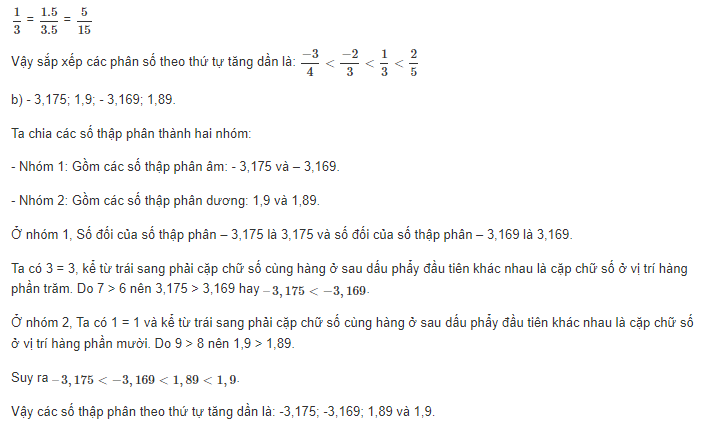 1/3 = 1.5/3.5 = 5/15
Vậy sắp xếp các phân số theo thứ tự tăng dần là: −3/4 < −2/3 < 1/3 < 2/5
b) - 3,175; 1,9; - 3,169; 1,89.
Ta chia các số thập phân thành hai nhóm:
- Nhóm 1: Gồm các số thập phân âm: - 3,175 và – 3,169.
- Nhóm 2: Gồm các số thập phân dương: 1,9 và 1,89.
Ở nhóm 1, Số đối của số thập phân – 3,175 là 3,175 và số đối của số thập phân – 3,169 là 3,169.
Ta có 3 = 3, kể từ trái sang phải cặp chữ số cùng hàng ở sau dấu phẩy đầu tiên khác nhau là cặp chữ số ở vị trí hàng
phần trăm. Do 7 > 6 nên 3,175 > 3,169 hay −3,175 < −3,169.
Ở nhóm 2, Ta có 1 = 1 và kể từ trái sang phải cặp chữ số cùng hàng ở sau dấu phẩy đầu tiên khác nhau là cặp chữ số
ở vị trí hàng phần mười. Do 9 > 8 nên 1,9 > 1,89.
Suy ra −3,175 < −3,169 < 1,89 < 1,9.
Vậy các số thập phân theo thứ tự tăng dần là: -3,175; -3,169; 1,89 và 1,9.